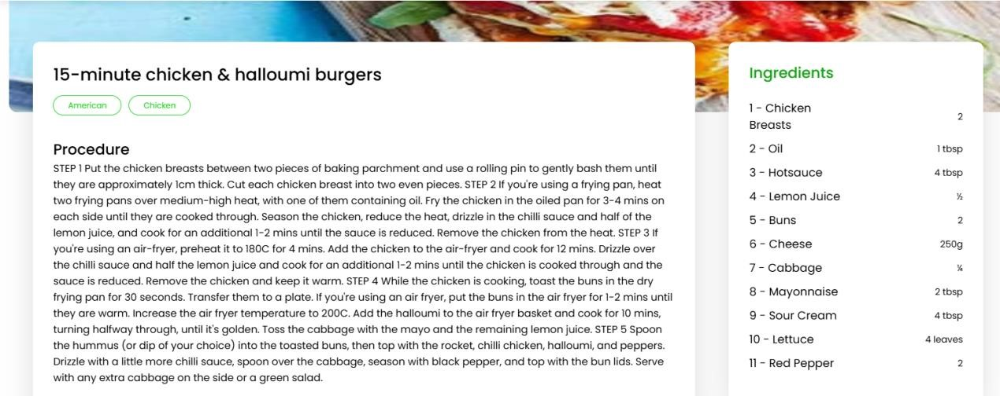 15-minute chicken & halloumi burgers
American
Chicken
Procedure
STEP 1 Put the chicken breasts between two pieces of baking parchment and use a rolling pin to gently bash them until
they are approximately 1cm thick. Cut each chicken breast into two even pieces. STEP 2 If you're using a frying pan, heat
two frying pans over medium-high heat, with one of them containing oil. Fry the chicken in the oiled pan for 3-4 mins on
each side until they are cooked through. Season the chicken, reduce the heat, drizzle in the chilli sauce and half of the
lemon juice, and cook for an additional 1-2 mins until the sauce is reduced. Remove the chicken from the heat. STEP 3 If
you're using an air-fryer, preheat it to 180C for 4 mins. Add the chicken to the air-fryer and cook for 12 mins. Drizzle over
the chilli sauce and half the lemon juice and cook for an additional 1-2 mins until the chicken is cooked through and the
sauce is reduced. Remove the chicken and keep it warm. STEP 4 While the chicken is cooking, toast the buns in the dry
frying pan for 30 seconds. Transfer them to a plate. If you're using an air fryer, put the buns in the air fryer for 1-2 mins until
they are warm. Increase the air fryer temperature to 200C. Add the halloumi to the air fryer basket and cook for 10 mins,
turning halfway through, until it's golden. Toss the cabbage with the mayo and the remaining lemon juice. STEP 5 Spoon
the hummus (or dip of your choice) into the toasted buns, then top with the rocket, chilli chicken, halloumi, and peppers.
Drizzle with a little more chilli sauce, spoon over the cabbage, season with black pepper, and top with the bun lids. Serve
with any extra cabbage on the side or a green salad.
Ingredients
1 - Chicken
Breasts 2
2 - Oil 1 tbsp
3 - Hotsauce 4 tbsp
4 - Lemon Juice ½
5 - Buns 2
6 - Cheese 250g
7 - Cabbage ¼
8 - Mayonnaise 2 tbsp
9 - Sour Cream 4 tbsp
10 - Lettuce 4 leaves
11 - Red Pepper 2